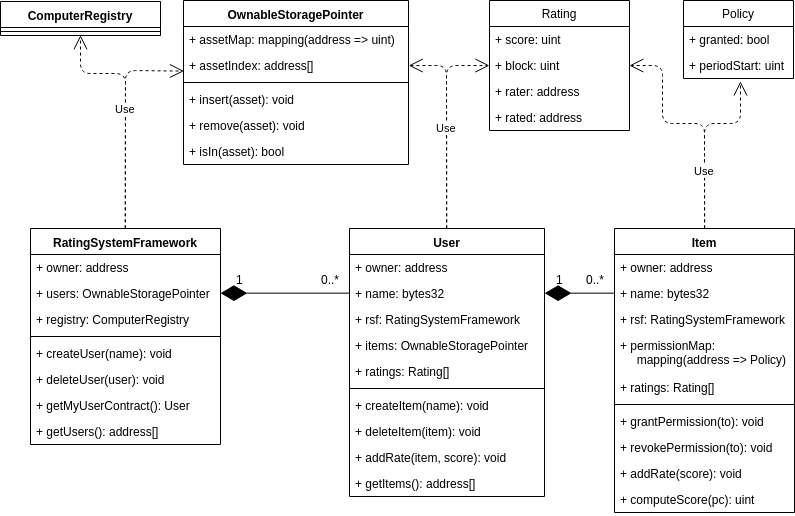 ComputerRegistry
OwnableStoragePointer
+ assetMap: mapping(address => uint)
+ assetIndex: address[]
+ insert(asset): void
+ remove(asset): void
+ isIn(asset): bool
Rating
+ score: uint
+ block: uint
+ rater: address
+ rated: address
Policy
+ granted: bool
+ periodStart: uint
Use
Use
Use
RatingSystemFramework
+ owner: address
+ users: OwnableStoragePointer
+ registry: ComputerRegistry
+ createUser(name): void
+ deleteUser(user): void
+ getMyUserContract(): User
+ getUsers(): address[]
1
0..*
User
+ owner: address
+ name: bytes32
+ rsf: RatingSystemFramework
+ items: OwnableStoragePointer
+ ratings: Rating[]
+ createItem(name): void
+ deleteItem(item): void
+ addRate(item, score): void
+ getItems(): address[]
1
0..*
Item
+ owner: address
+ name: bytes32
+ rsf: RatingSystemFramework
+ permissionMap:
mapping(address => Policy)
+ ratings: Rating[]
+ grantPermission(to): void
+ revokePermission(to): void
+ addRate(score): void
+ computeScore(pc): uint